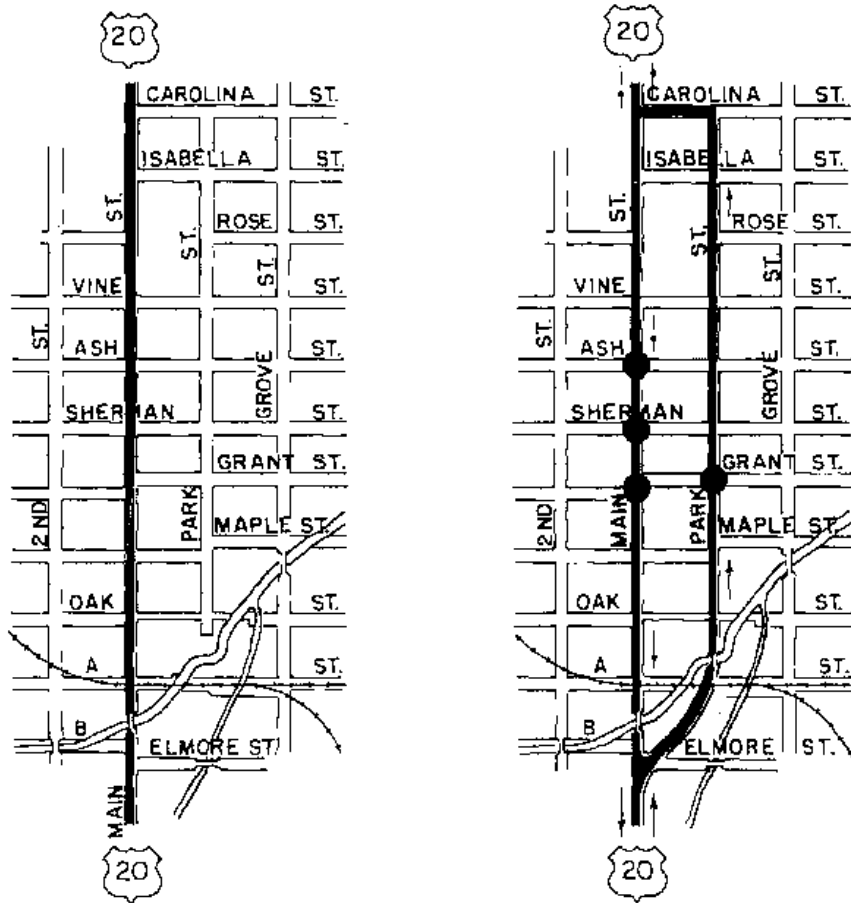 20
CAROLINA ST.
ISABELLA ST.
ST.
ROSE ST.
ST.
ST.
VINE ST.
ST.
ASH ST.
GROVE
SHERMAN ST.
GRANT ST.
2ND
PARK
MAPLE ST.
OAK ST.
A ST.
B
ELMORE ST.
MAIN
20
20
CAROLINA ST.
ISABELLA ST.
ST.
ROSE ST.
ST.
ST.
VINE ST.
ST.
ASH ST.
GROVE
SHERMAN ST.
GRANT ST.
2ND
MAIN
PARK
MAPLE ST.
OAK ST.
A ST.
B
ELMORE ST.
20